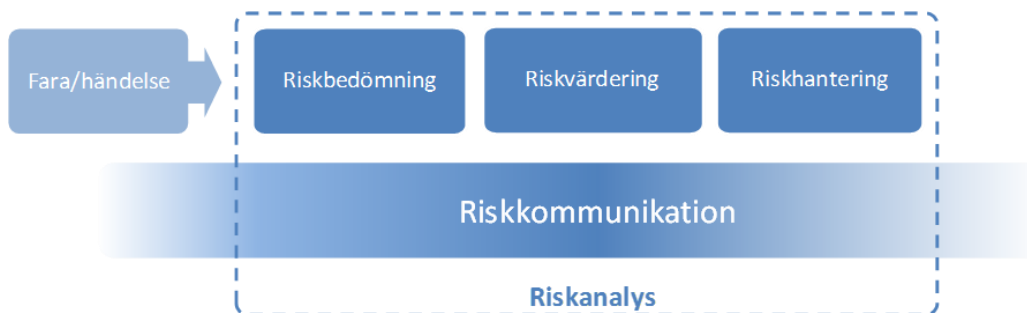 Fara/händelse
Riskbedömning
Riskvärdering
Riskhantering
Riskkommunikation
Riskanalys